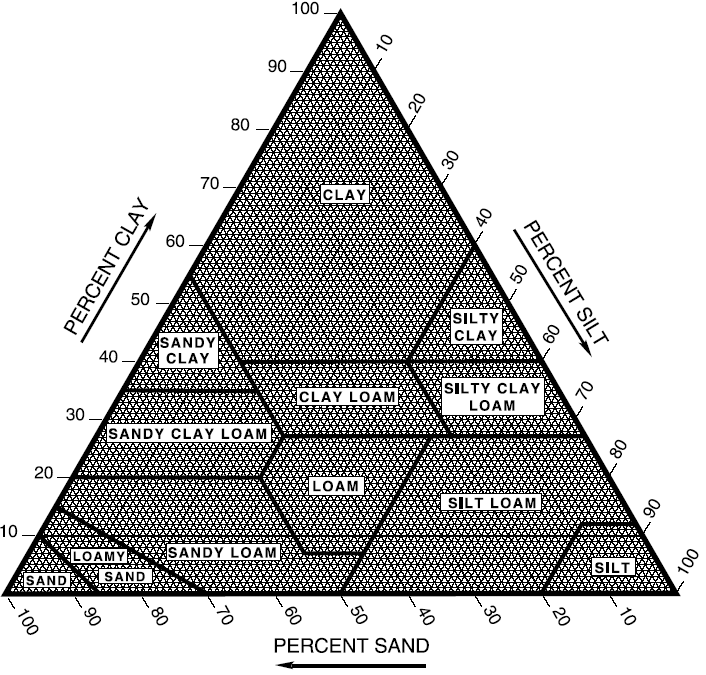 100
10
90
20
80
30
70
CLAY
40
60
PERCENT CLAY
PERCENT SILT
50
50
SILTY
CLAY
SANDY
CLAY
60
40
SILTY CLAY
LOAM
CLAY LOAM
70
30
SANDY CLAY LOAM
80
20
LOAM
SILT LOAM
90
10
SANDY LOAM
LOAMY
SAND
SAND
SILT
100
100
90
80
70
60
50
40
30
20
10
PERCENT SAND